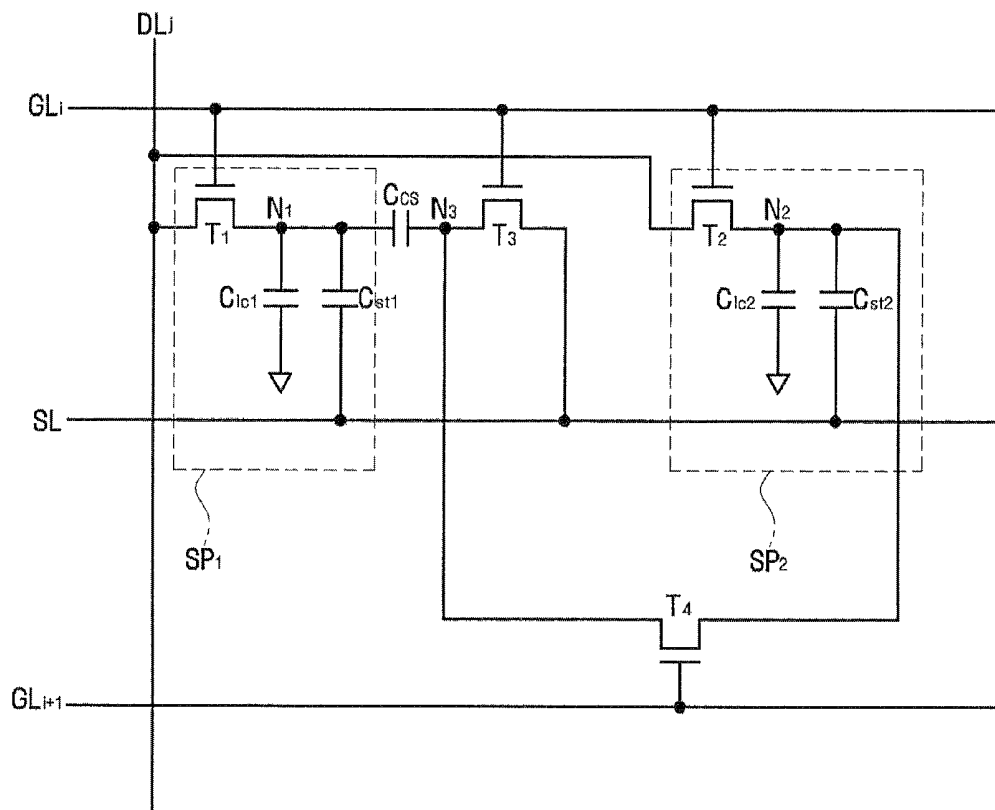 DLj
GLi
N1
CCS
N3
N2
T1
T3
T2
Clc1
Cst1
Clc2
Cst2
SL
SP1
SP2
T4
GLi+1